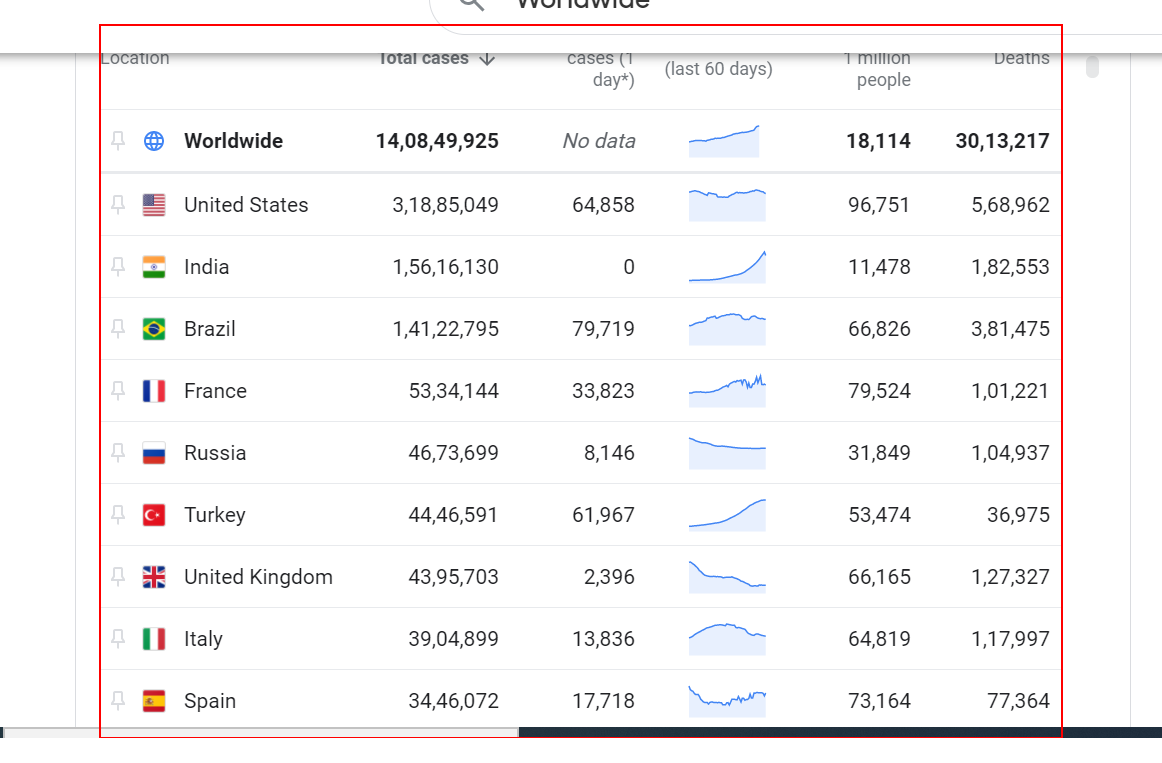 Worldwide
Location Total cases cases (1 day*) (last 60 days) 1 million people Deaths
Worldwide 14,08,49,925 No data 18,114 30,13,217
United States 3,18,85,049 64,858 96,751 5,68,962
India 1,56,16,130 0 11,478 1,82,553
Brazil 1,41,22,795 79,719 66,826 3,81,475
France 53,34,144 33,823 79,524 1,01,221
Russia 46,73,699 8,146 31,849 1,04,937
Turkey 44,46,591 61,967 53,474 36,975
United Kingdom 43,95,703 2,396 66,165 1,27,327
Italy 39,04,899 13,836 64,819 1,17,997
Spain 34,46,072 17,718 73,164 77,364